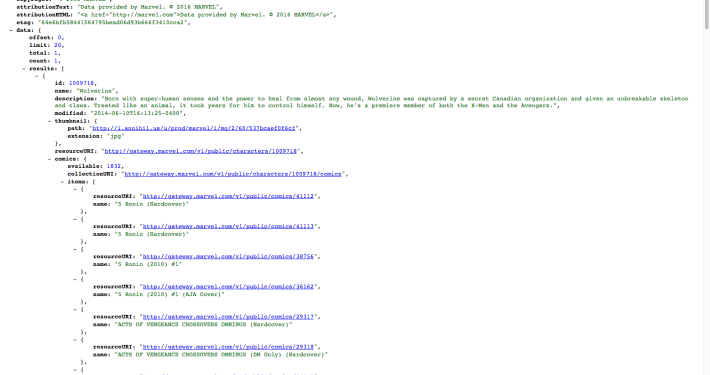 attributionText: "Data provided by Marvel. © 2016 MARVEL",
attributionHTML: "<a href="http://marvel.com">Data provided by Marvel. © 2016 MARVEL</a>",
etag: "64e6bfb58441564795bead06d93b666f3410cca2",
- data: {
offset: 0,
limit: 20,
total: 1,
count: 1,
- results: [
- {
id: 1009718,
name: "Wolverine",
description: "Born with super-human senses and the power to heal from almost any wound, Wolverine was captured by a secret Canadian organization and given an unbreakable skeleton
and claws. Treated like an animal, it took years for him to control himself. Now, he's a premiere member of both the X-Men and the Avengers.",
modified: "2014-06-10T16:13:25-0400",
- thumbnail: {
path: "http://i.annihil.us/u/prod/marvel/i/mg/2/60/537bcaef0f6cf",
extension: "jpg"
},
resourceURI: "http://gateway.marvel.com/v1/public/characters/1009718",
- comics: {
available: 1832,
collectionURI: "http://gateway.marvel.com/v1/public/characters/1009718/comics",
- items: [
- {
resourceURI: "http://gateway.marvel.com/v1/public/comics/41112",
name: "5 Ronin (Hardcover)"
},
- {
resourceURI: "http://gateway.marvel.com/v1/public/comics/41113",
name: "5 Ronin (Hardcover)"
},
- {
resourceURI: "http://gateway.marvel.com/v1/public/comics/38756",
name: "5 Ronin (2010) #1"
},
- {
resourceURI: "http://gateway.marvel.com/v1/public/comics/36162",
name: "5 Ronin (2010) #1 (AJA Cover)"
},
- {
resourceURI: "http://gateway.marvel.com/v1/public/comics/29317",
name: "ACTS OF VENGEANCE CROSSOVERS OMNIBUS (Hardcover)"
},
- {
resourceURI: "http://gateway.marvel.com/v1/public/comics/29318",
name: "ACTS OF VENGEANCE CROSSOVERS OMNIBUS (DM Only) (Hardcover)"
},
- {